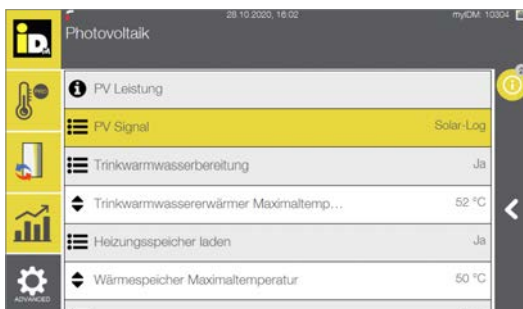 28.10.2020, 16:02
myIDM: 10304
iDM
Photovoltaik
PV Leistung
PV Signal Solar-Log
Trinkwarmwasserbereitung Ja
Trinkwarmwassererwärmer Maximaltemp... 52 °C
Heizungsspeicher laden Ja
Wärmespeicher Maximaltemperatur 50 °C
ADVANCED